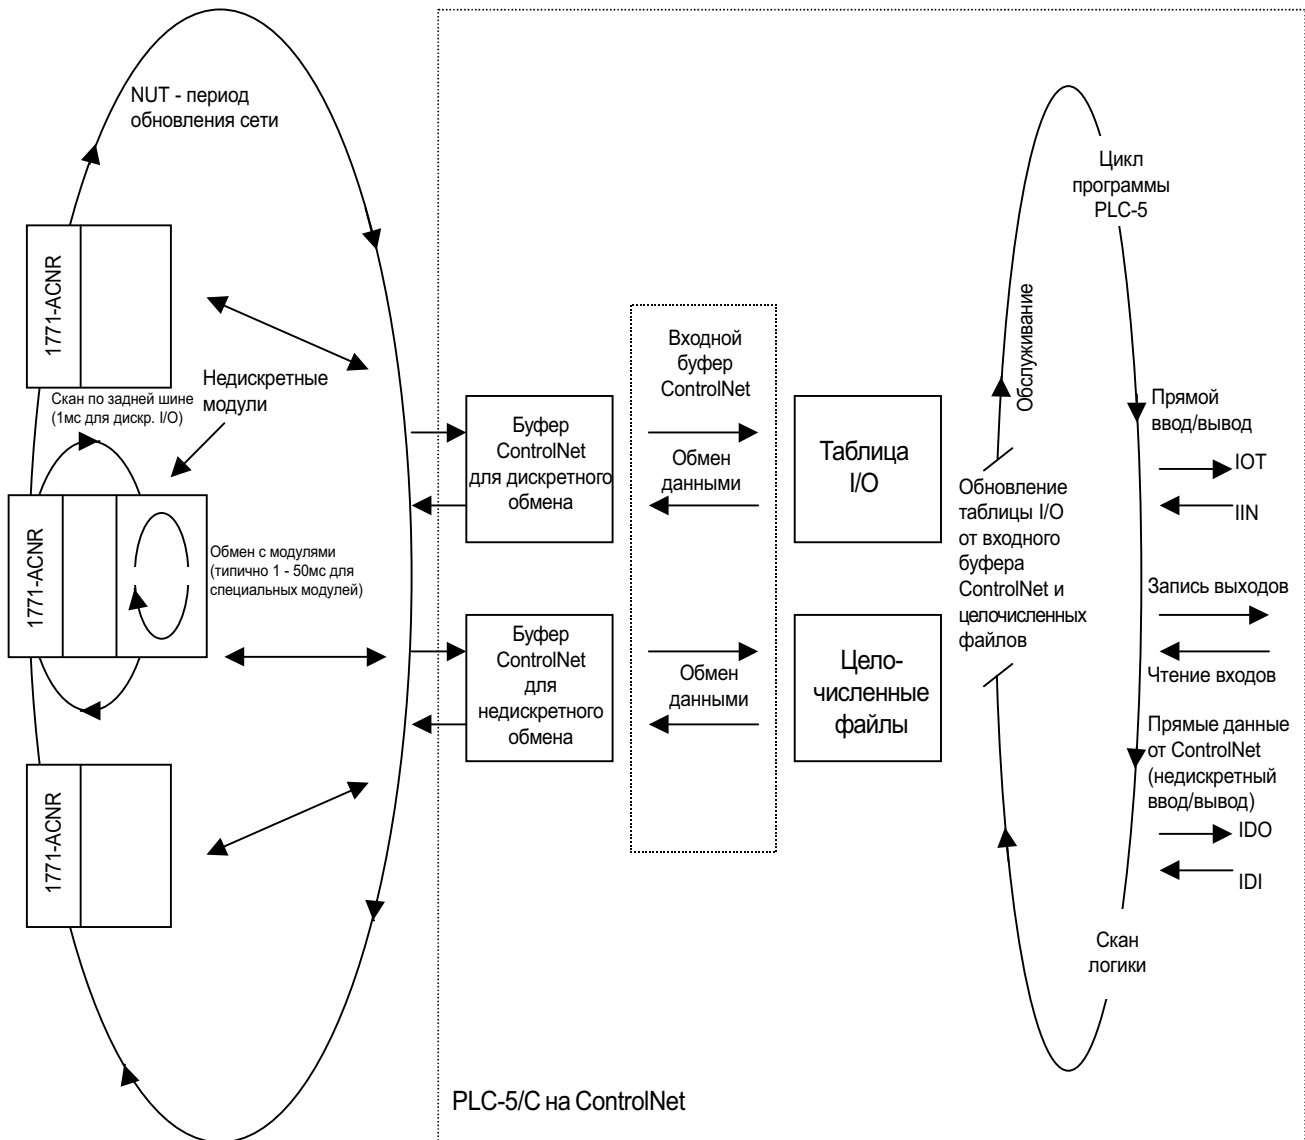 NUT - период
обновления сети
1771-ACNR
Скан по задней шине
(1мс для дискр. I/O)
Недискретные
модули
1771-ACNR
Обмен с модулями
(типично 1 - 50мс для
специальных модулей)
1771-ACNR
Буфер
ControlNet
для дискретного
обмена
Буфер
ControlNet
для
недискретного
обмена
Входной
буфер
ControlNet
Обмен
данными
Обмен
данными
Таблица
I/O
Цело-
численные
файлы
Цикл
программы
PLC-5
Обслуживание
Обновление
таблицы I/O
от входного
буфера
ControlNet и
целочисленных
файлов
Скан
логики
Прямой
ввод/вывод
IOT
IIN
Запись выходов
Чтение входов
Прямые данные
от ControlNet
(недискретный
ввод/вывод)
IDO
IDI
PLC-5/C на ControlNet